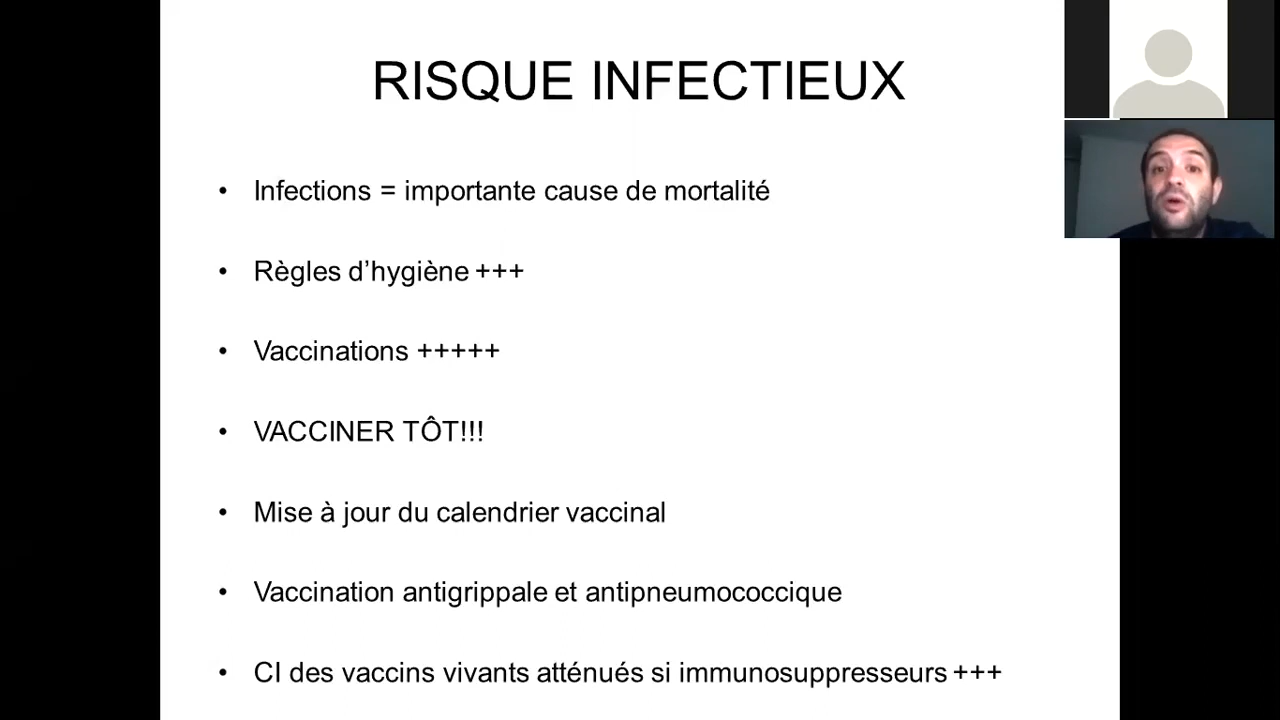 RISQUE INFECTIEUX
• Infections = importante cause de mortalité
• Règles d’hygiène +++
• Vaccinations +++++
• VACCINER TÔT!!!
• Mise à jour du calendrier vaccinal
• Vaccination antigrippale et antipneumococcique
• CI des vaccins vivants atténués si immunosuppresseurs +++